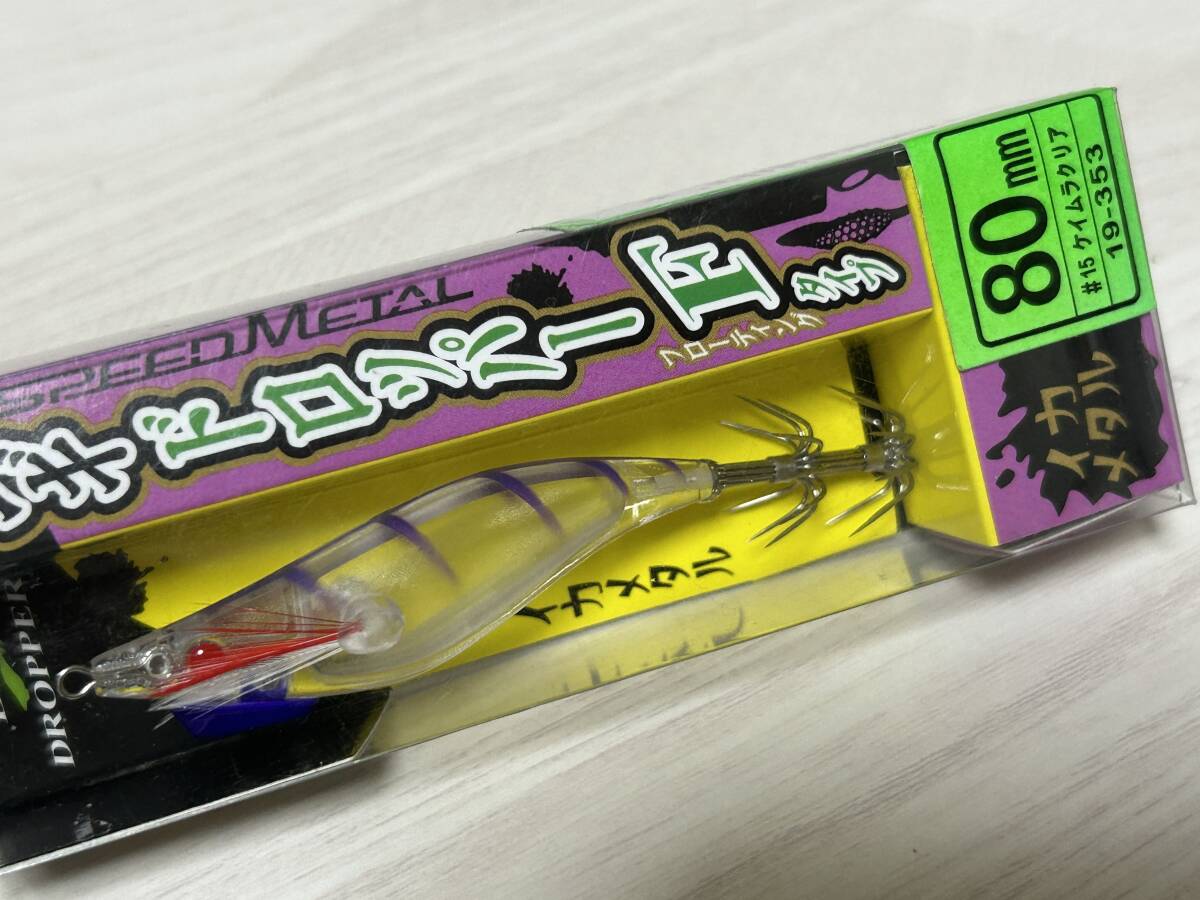 SPEEDMETAL
ギドロッパーFタイプ
フローティング
80mm
#15 ケイムラクリア
19-353
イカ
メタル
イカメタル
DROPPER